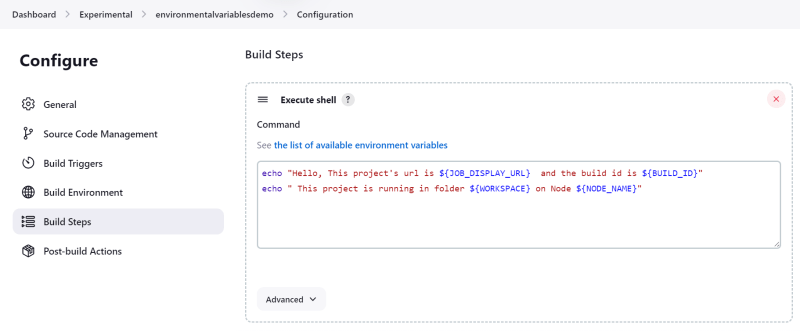 Dashboard > Experimental > environmentalvariablesdemo > Configuration
Configure
General
Source Code Management
Build Triggers
Build Environment
Build Steps
Post-build Actions
Build Steps
Execute shell ?
Command
See the list of available environment variables
echo "Hello, This project's url is ${JOB_DISPLAY_URL}  and the build id is ${BUILD_ID}"
echo " This project is running in folder ${WORKSPACE} on Node ${NODE_NAME}"
Advanced